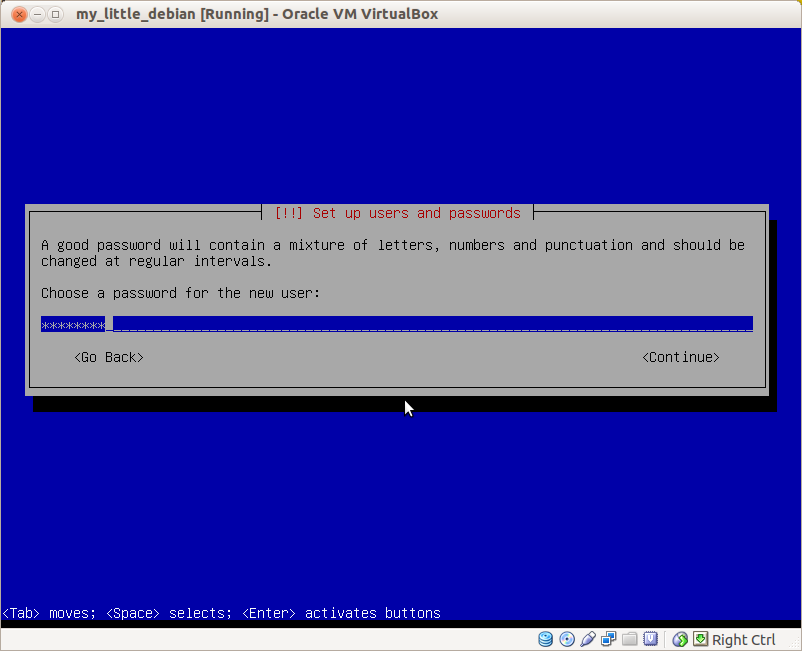 my_little_debian [Running] - Oracle VM VirtualBox
[!!] Set up users and passwords
A good password will contain a mixture of letters, numbers and punctuation and should be
changed at regular intervals.
Choose a password for the new user:
********
<Go Back> <Continue>
<Tab> moves; <Space> selects; <Enter> activates buttons
Right Ctrl